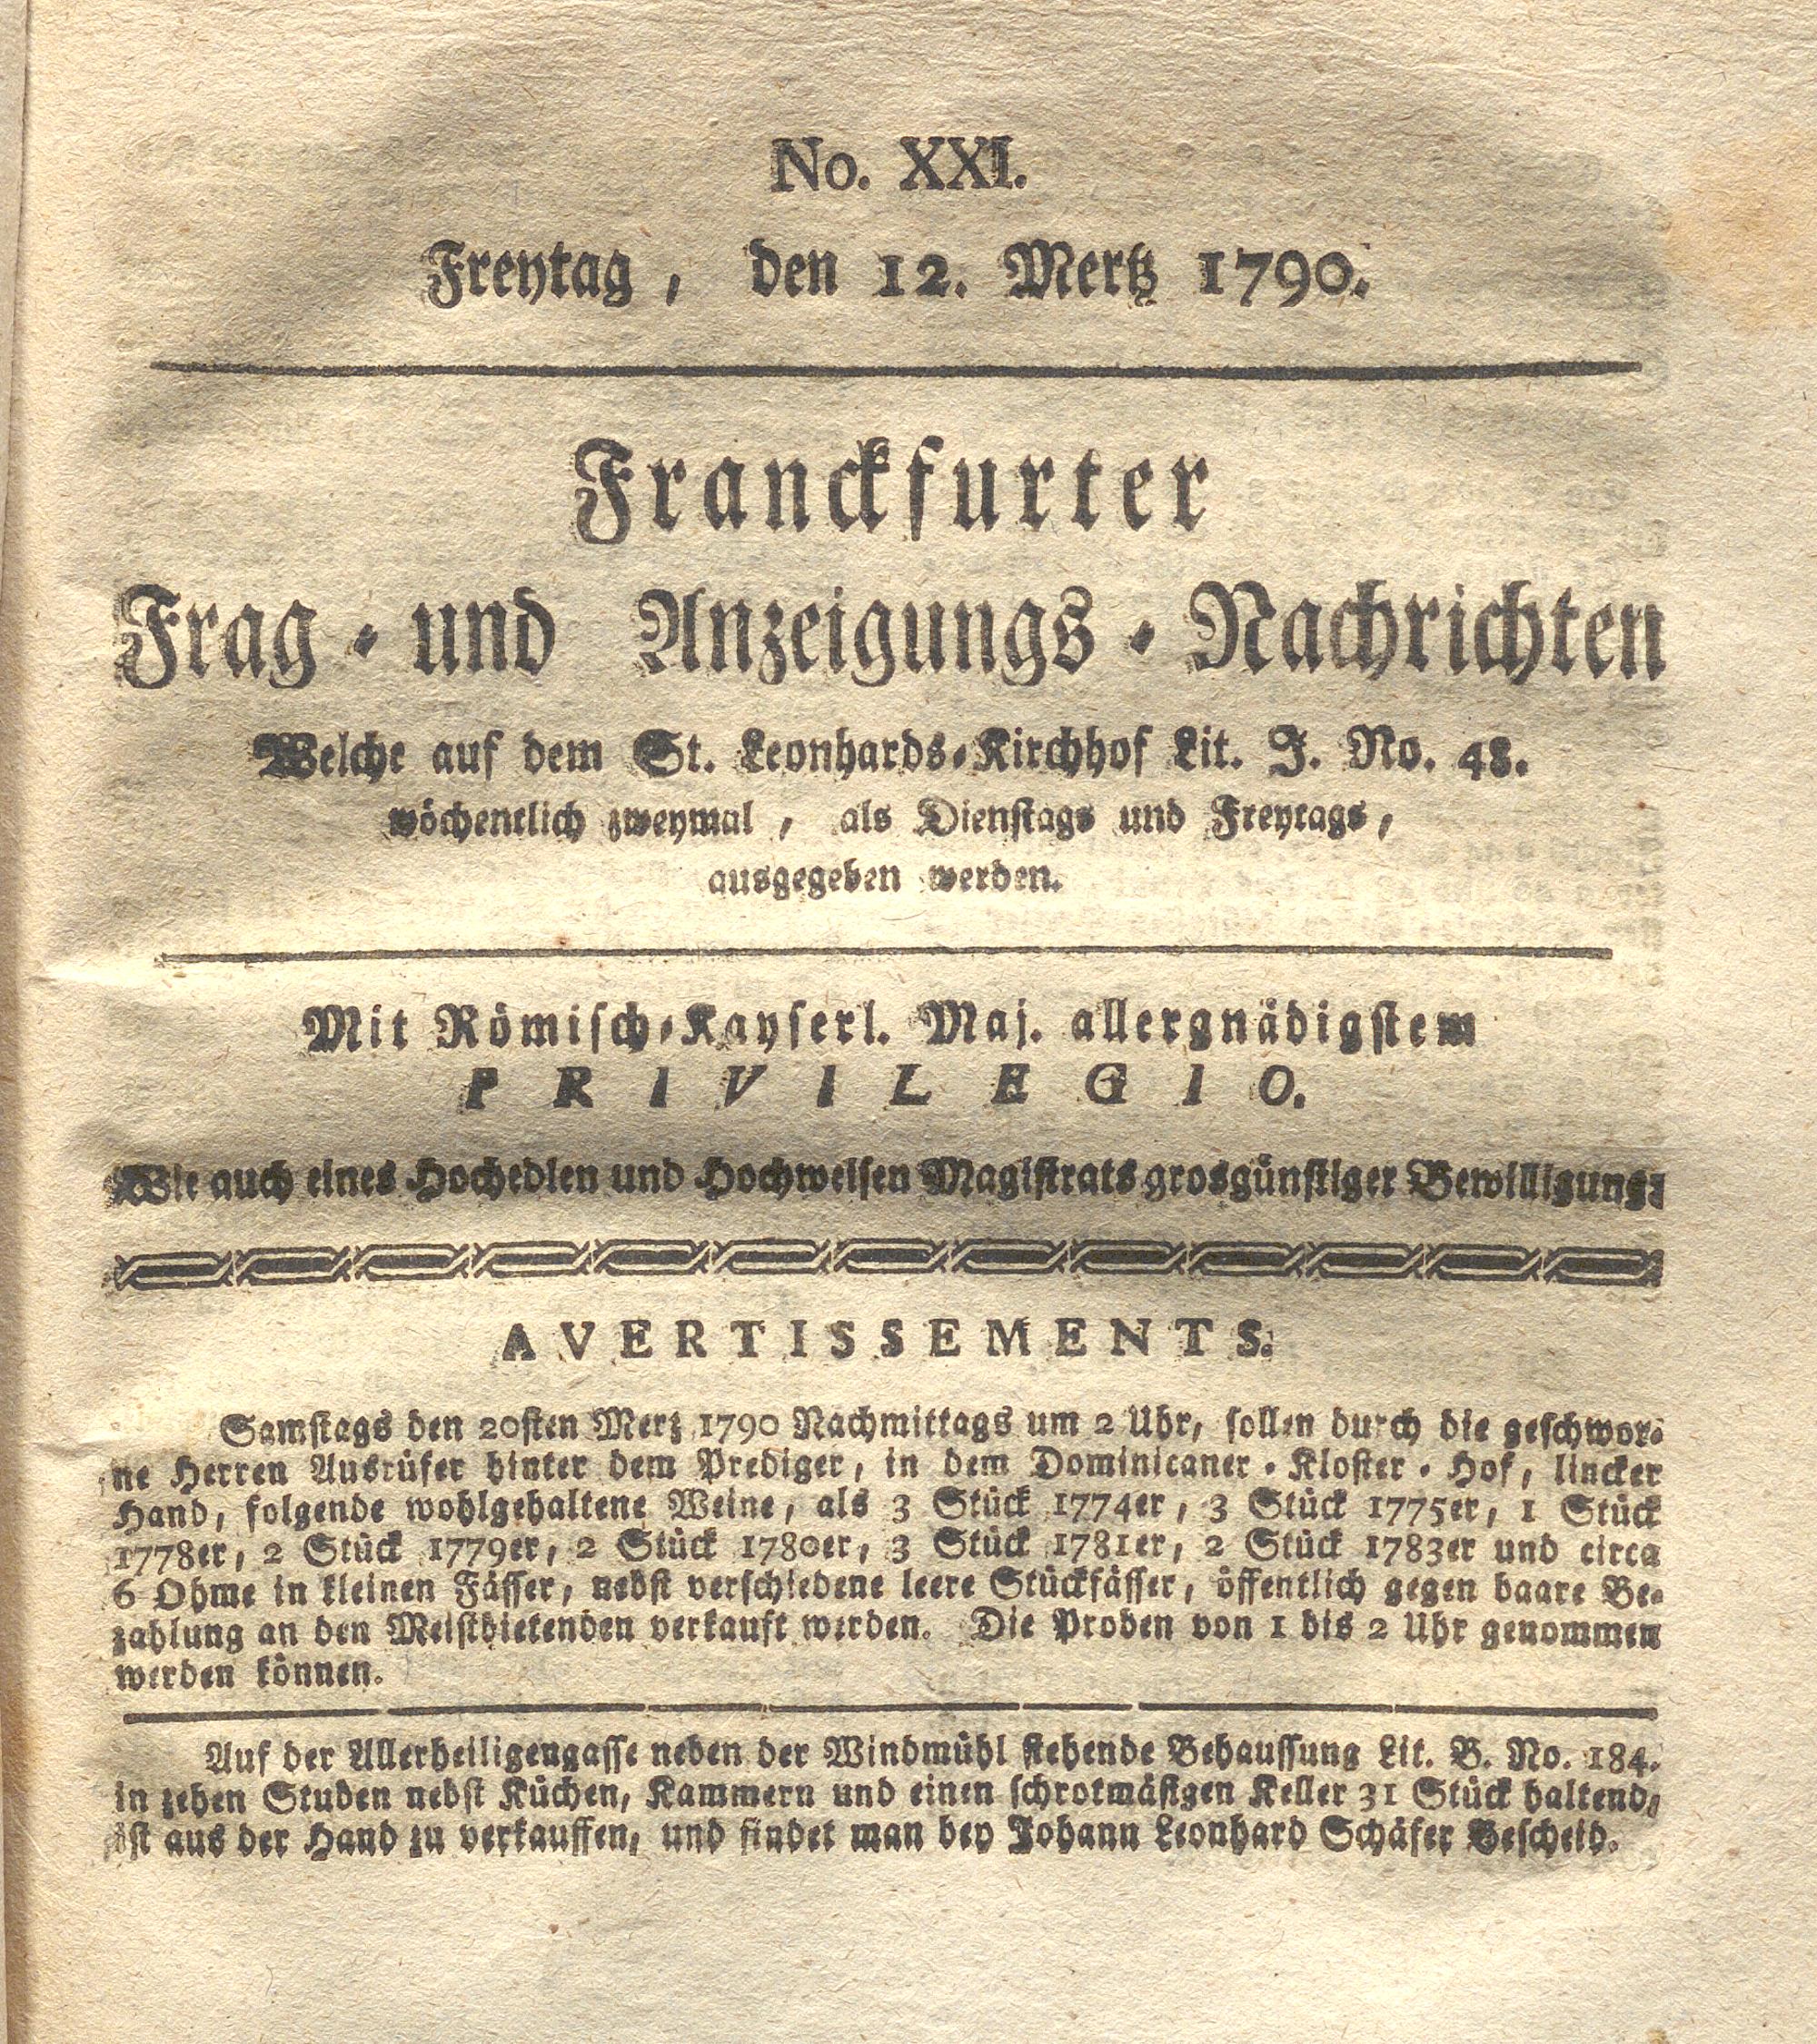 No. XXI.
Freytag, den 12. Mertz 1790.
Franckfurter
Frag- und Anzeigungs-Nachrichten
Welche auf dem St. Leonhards-Kirchhof Lit. J. No. 48.
wöchentlich zweymal, als Dienstags und Freytags,
ausgegeben werden.
Mit Römisch-Kayserl. Maj. allergnädigstem
PRIVILEGIO.
Wie auch eines Hochedlen und Hochweisen Magistrats grosgünstiger Bewilligung:
AVERTISSEMENTS.
Samstags den 20sten Merz 1790 Nachmittags um 2 Uhr, sollen durch die geschwor-
ne Herren Ausrüfer hinter dem Prediger, in dem Dominicaner-Kloster-Hof, lincker
Hand, folgende wohlgehaltene Weine, als 3 Stück 1774er, 3 Stück 1775er, 1 Stück
1778er, 2 Stück 1779er, 2 Stück 1780er, 3 Stück 1781er, 2 Stück 1783er und circa
6 Ohme in kleinen Fässer, nebst verschiedene leere Stückfässer, öffentlich gegen baare Be-
zahlung an den Meistbietenden verkauft werden. Die Proben von 1 bis 2 Uhr genommen
werden können.
Auf der Allerheiligengasse neben der Windmühl stehende Behaussung Lit. B. No. 184.
in zehen Stuben nebst Küchen, Kammern und einen schrotmäsigen Keller 31 Stück haltend,
ist aus der Hand zu verkauffen, und findet man bey Johann Leonhard Schäfer Bescheid.